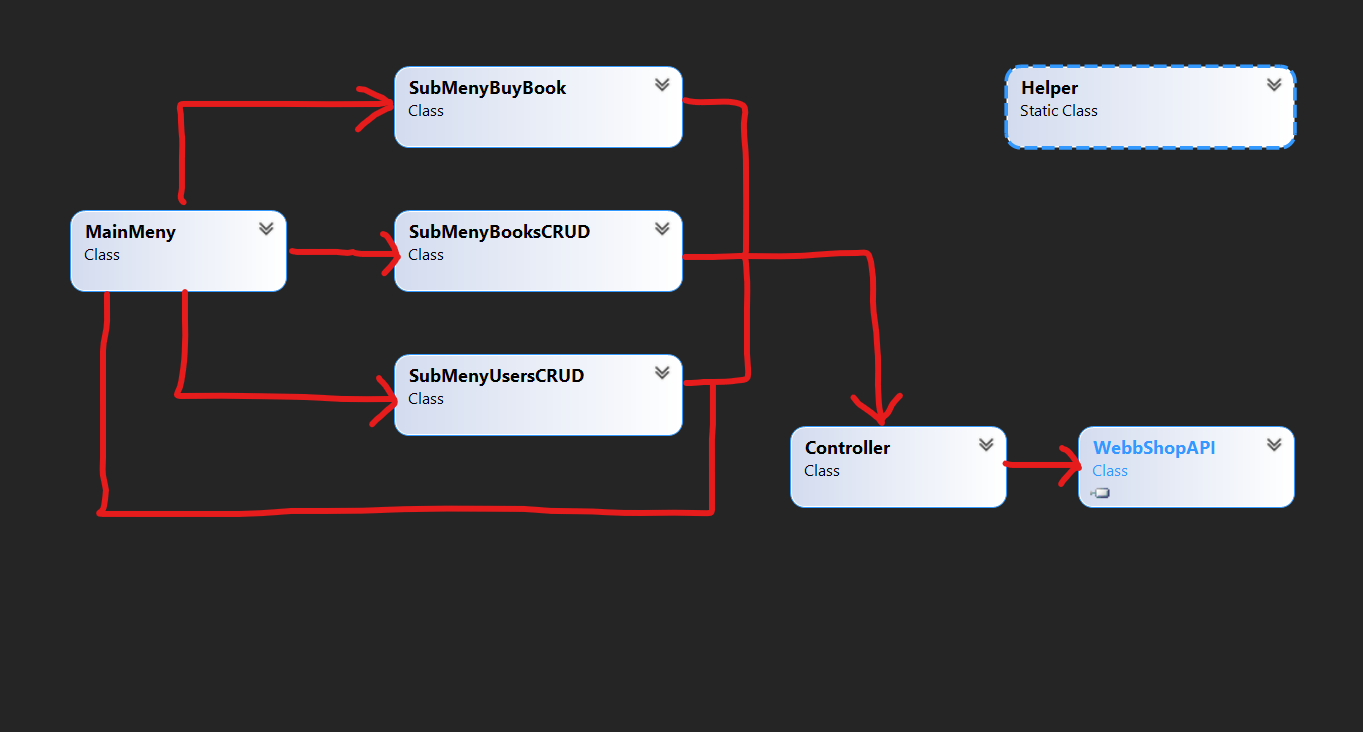 SubMenyBuyBook
Class
Helper
Static Class
MainMeny
Class
SubMenyBooksCRUD
Class
SubMenyUsersCRUD
Class
Controller
Class
WebbShopAPI
Class